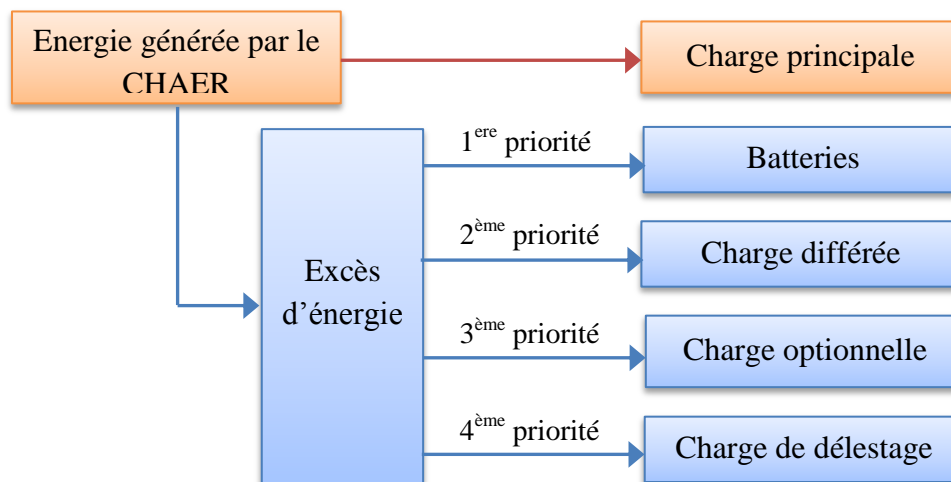 Energie générée par le
CHAER
Charge principale
1ere priorité
Batteries
2ème priorité
Charge différée
Excès
d’énergie
3ème priorité
Charge optionnelle
4ème priorité
Charge de délestage